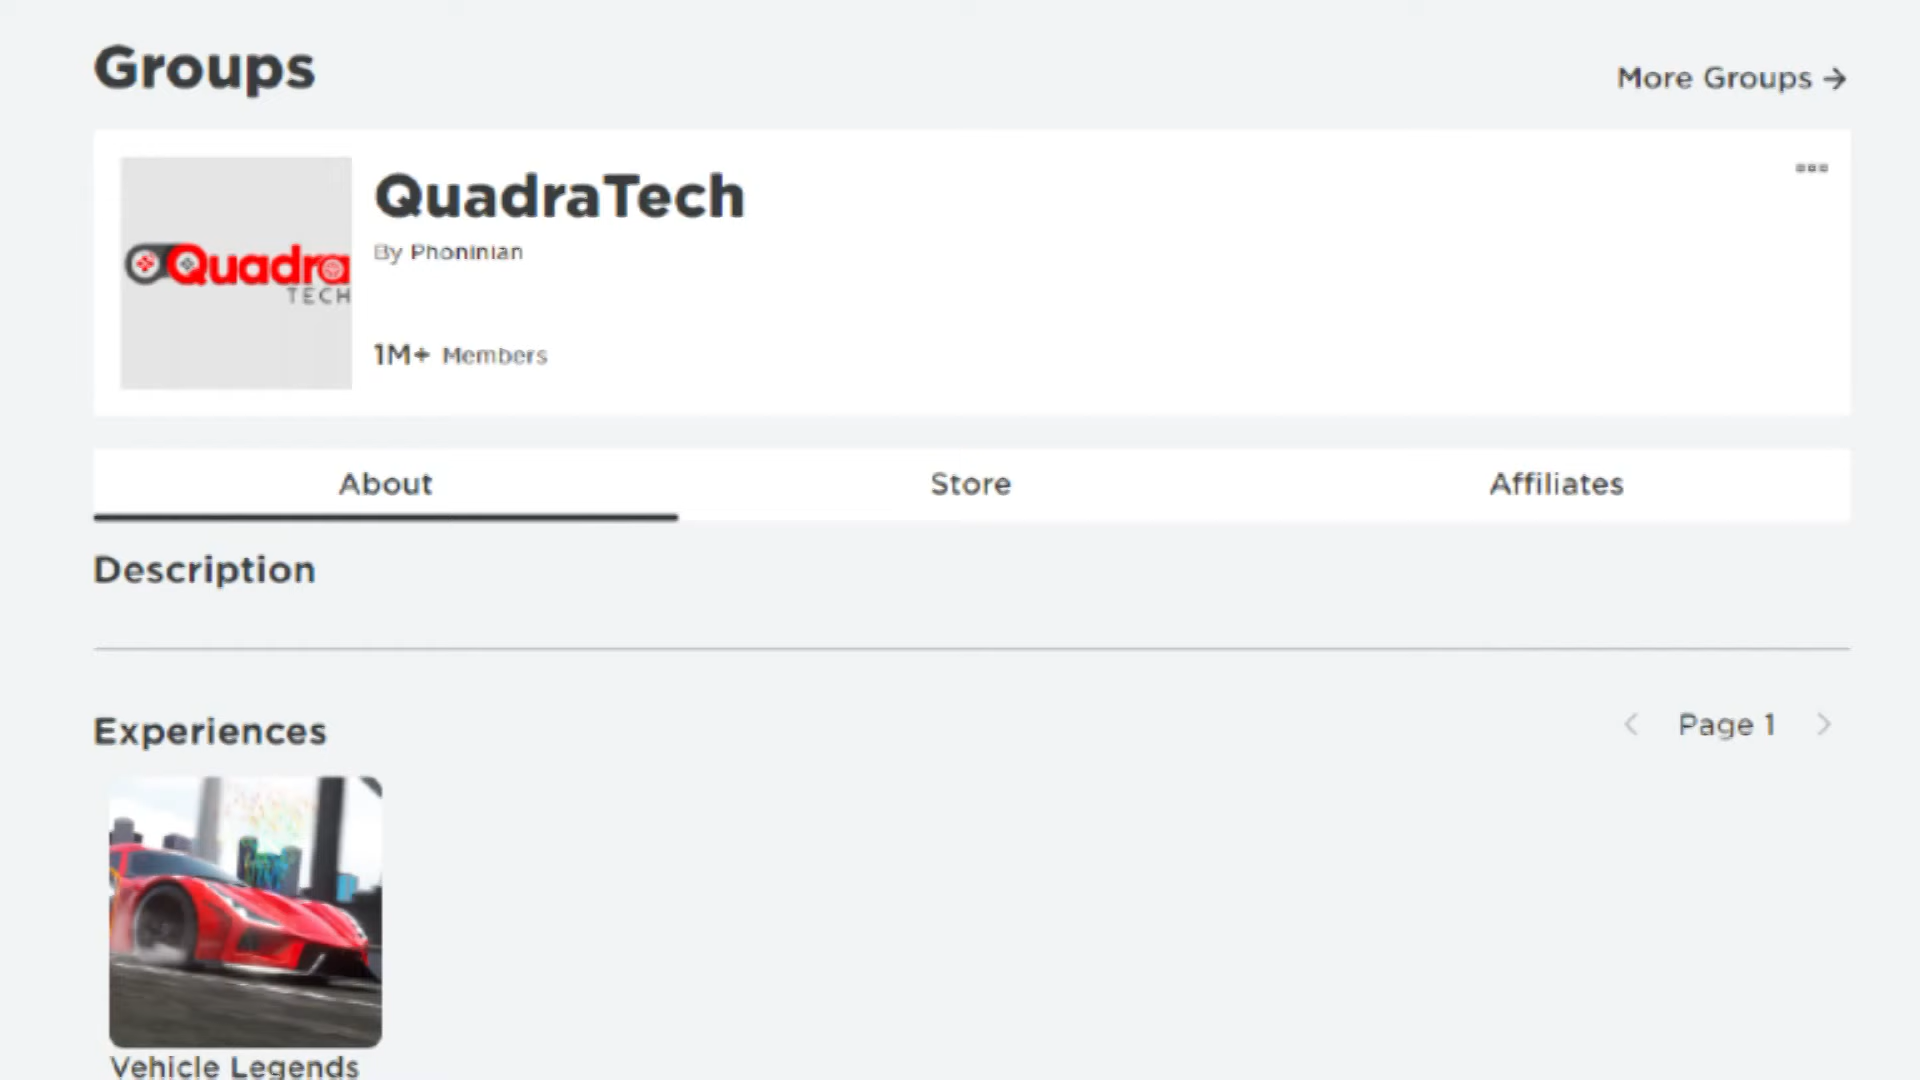 Groups
More Groups →
Quadra
TECH
QuadraTech
By Phoninian
1M+ Members
About
Store
Affiliates
Description
Experiences
Page 1
Vehicle Legends